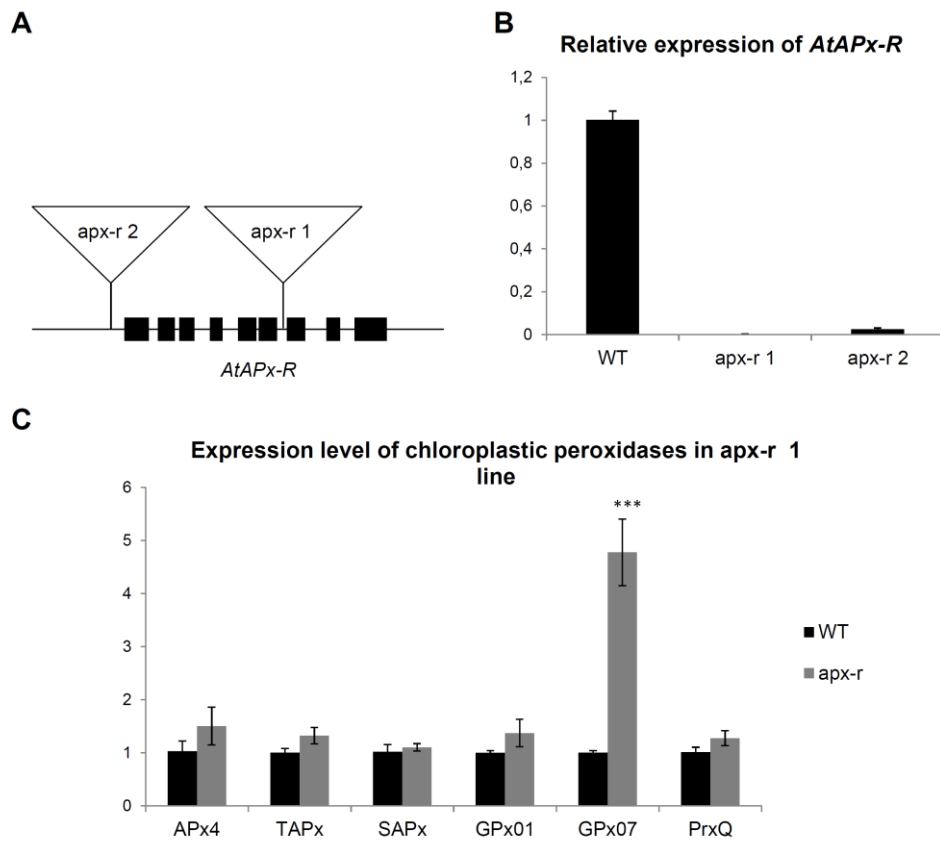 A
apx-r 2
apx-r 1
AtAPx-R
B
Relative expression of AtAPx-R
1,2
1
0,8
0,6
0,4
0,2
0
WT
apx-r 1
apx-r 2
C
Expression level of chloroplastic peroxidases in apx-r 1
line
6
5
4
3
2
1
0
***
APx4
TAPx
SAPx
GPx01
GPx07
PrxQ
WT
apx-r